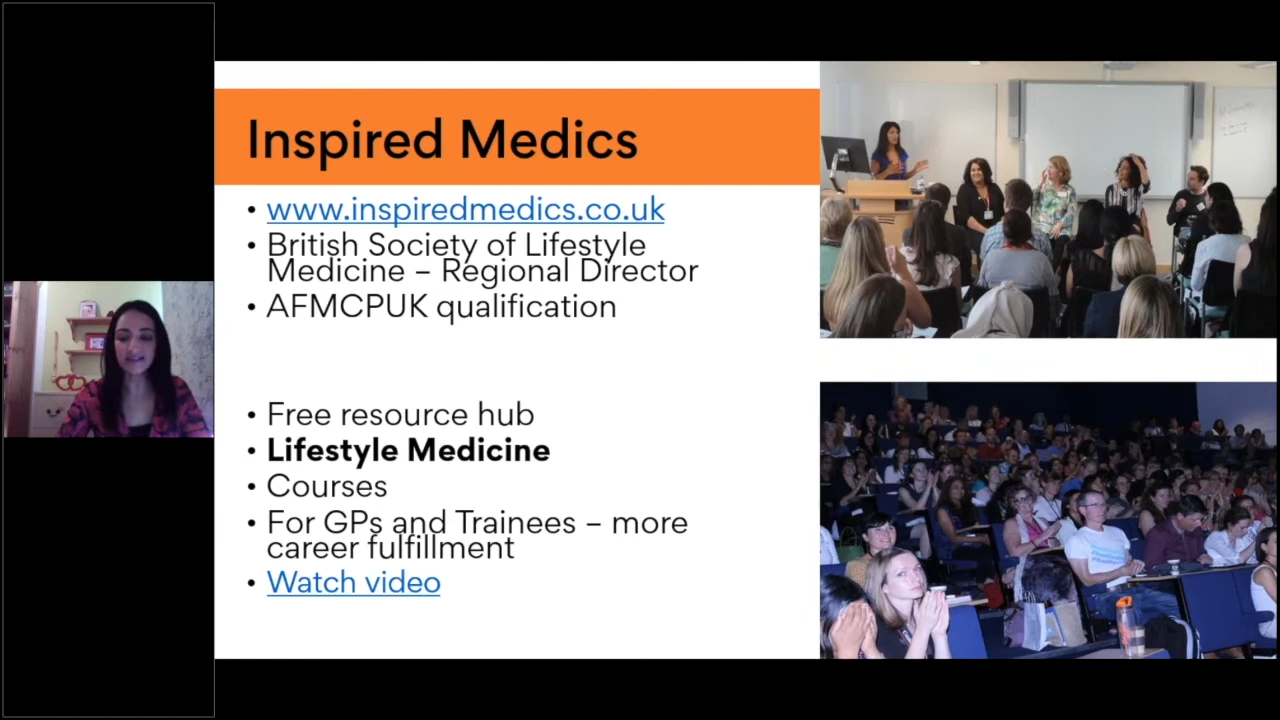 Inspired Medics
• www.inspiredmedics.co.uk
• British Society of Lifestyle
Medicine – Regional Director
• AFMCPUK qualification
• Free resource hub
• Lifestyle Medicine
• Courses
• For GPs and Trainees – more
career fulfillment
• Watch video